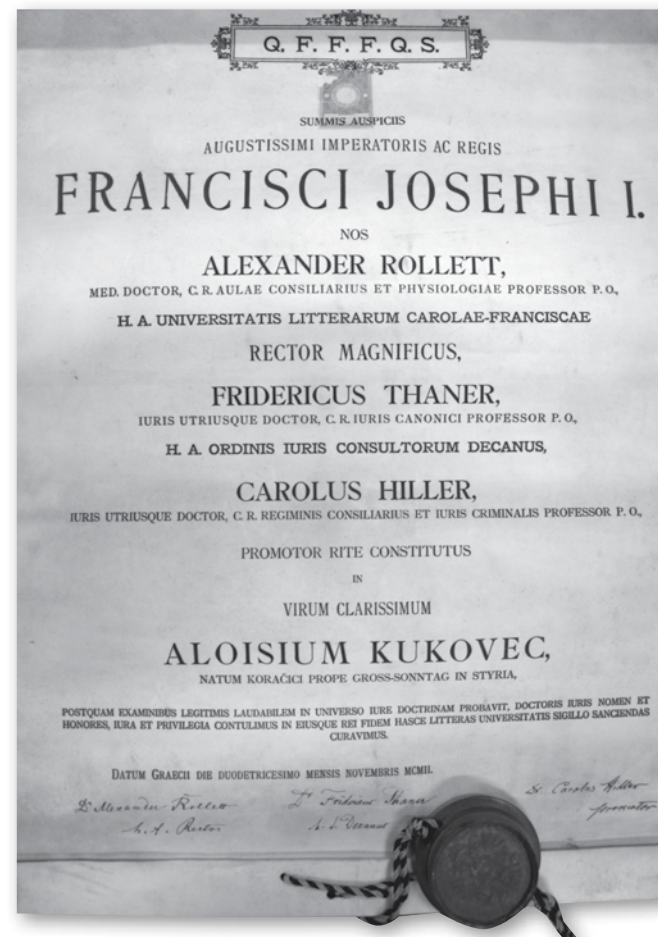 Q. F. F. F. Q. S.
SUMMIS AUSPICIIS
AUGUSTISSIMI IMPERATORIS AC REGIS
FRANCISCI JOSEPHI I.
NOS
ALEXANDER ROLLETT,
MED. DOCTOR, C. R. AULAE CONSILIARIUS ET PHYSIOLOGIAE PROFESSOR P. O.,
H. A. UNIVERSITATIS LITTERARUM CAROLAE-FRANCISCAE
RECTOR MAGNIFICUS,
FRIDERICUS THANER,
IURIS UTRIUSQUE DOCTOR, C. R. IURIS CANONICI PROFESSOR P. O.,
H. A. ORDINIS IURIS CONSULTORUM DECANUS,
CAROLUS HILLER,
IURIS UTRIUSQUE DOCTOR, C. R. REGIMINIS CONSILIARIUS ET IURIS CRIMINALIS PROFESSOR P. O.,
PROMOTOR RITE CONSTITUTUS
IN
VIRUM CLARISSIMUM
ALOISIUM KUKOVEC,
NATUM KORAČICI PROPE GROSS-SONNTAG IN STYRIA,
POSTQUAM EXAMINIBUS LEGITIMIS LAUDABILEM IN UNIVERSO IURE DOCTRINAM PROBAVIT, DOCTORIS IURIS NOMEN ET
HONORES, IURA ET PRIVILEGIA CONTULIMUS IN EIUSQUE REI FIDEM HASCE LITTERAS UNIVERSITATIS SIGILLO SANCIENDAS
CURAVIMUS.
DATUM GRAECII DIE DUODETRICESIMO MENSIS NOVEMBRIS MCMII.
Dr Alexander Rollett Dr Fridericus Thaner Dr. Carolus Hiller
h. A. Rector Decanus promotor